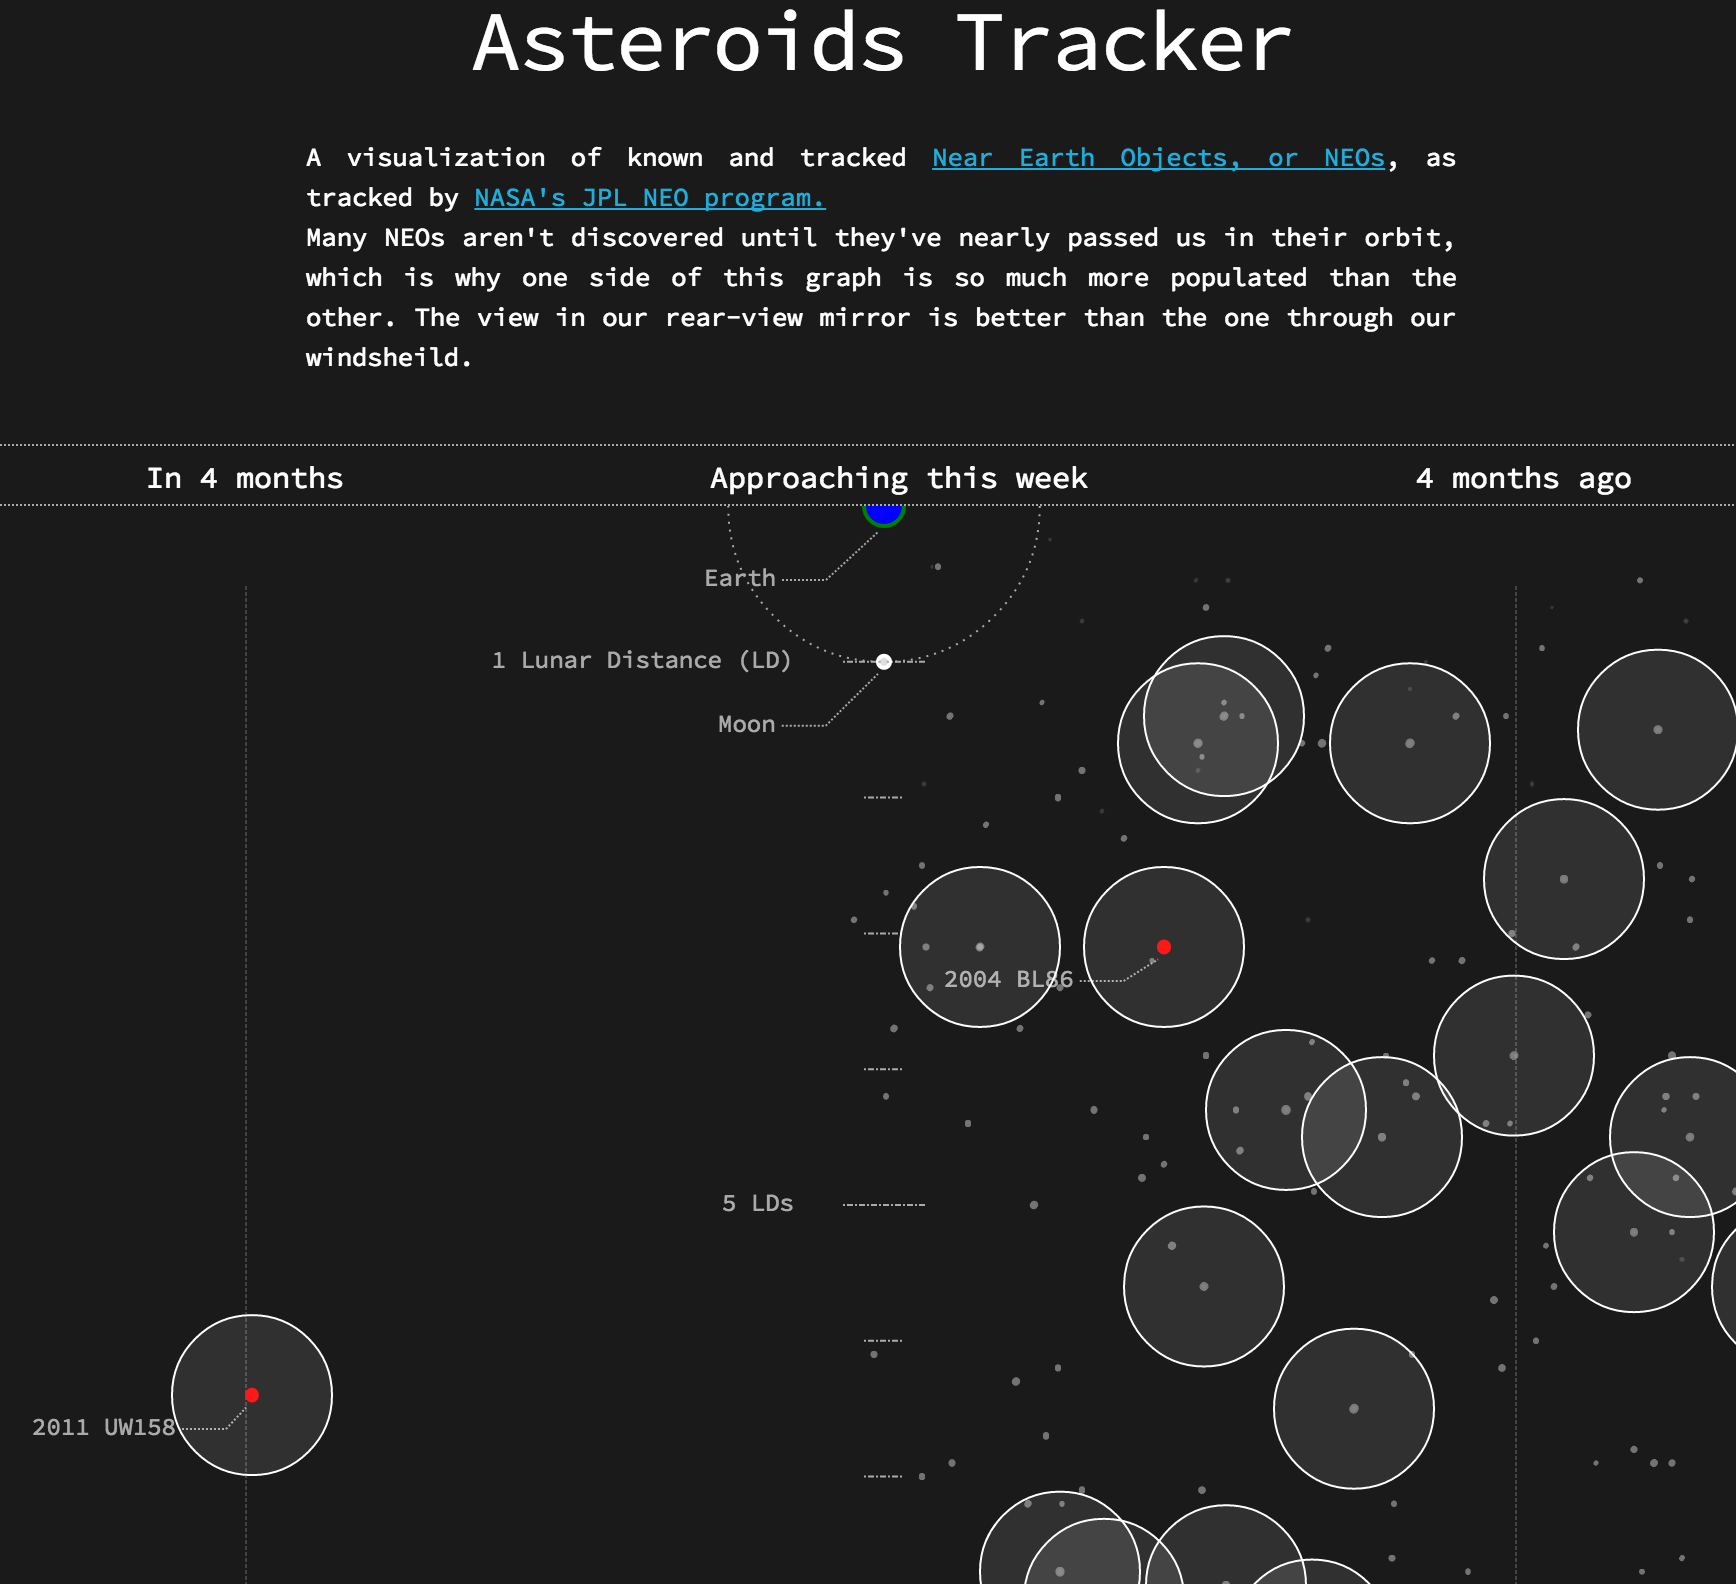 Asteroids Tracker
A visualization of known and tracked Near Earth Objects, or NEOs, as
tracked by NASA's JPL NEO program.
Many NEOs aren't discovered until they've nearly passed us in their orbit,
which is why one side of this graph is so much more populated than the
other. The view in our rear-view mirror is better than the one through our
windsheild.
In 4 months
Approaching this week
4 months ago
Earth
1 Lunar Distance (LD)
Moon
2004 BL86
5 LDs
2011 UW158